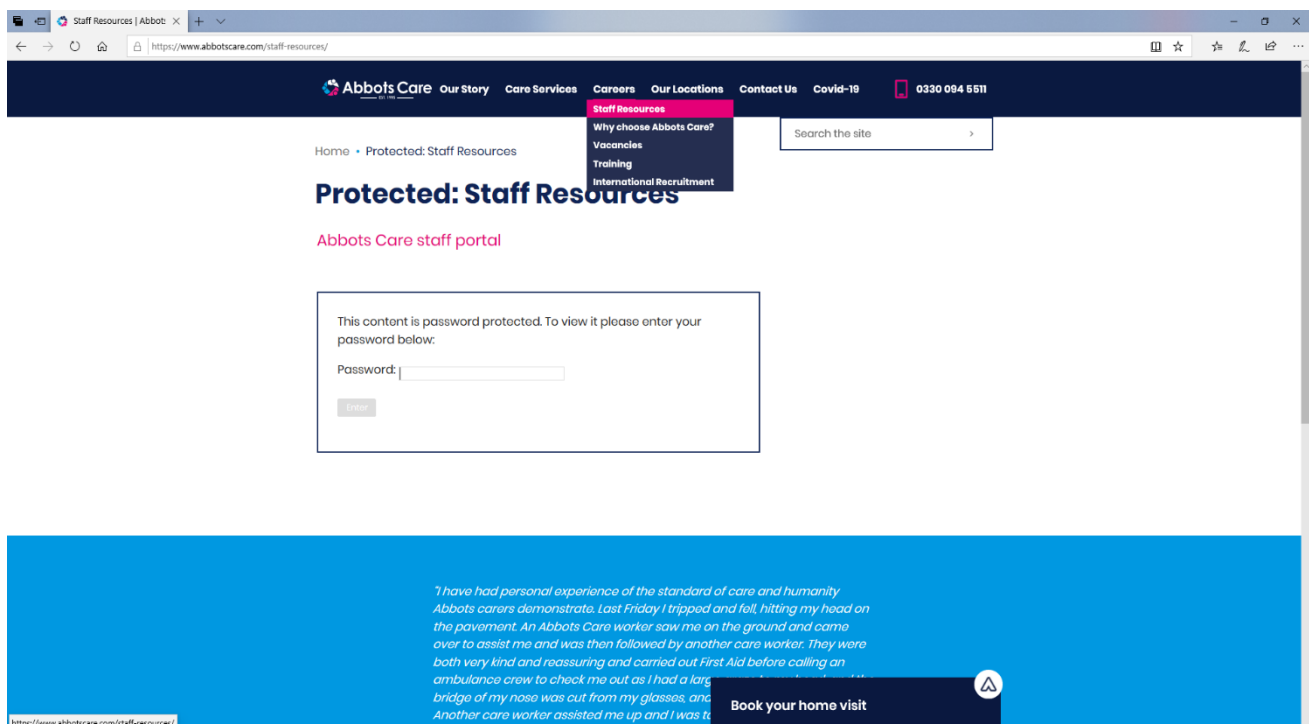 Staff Resources | Abbot
https://www.abbotscare.com/staff-resources/
Abbots Care Our Story Care Services Careers Our Locations Contact Us Covid-19 0330 094 5511
Staff Resources
Why choose Abbots Care?
Vacancies
Training
International Recruitment
Search the site
Home • Protected: Staff Resources
Protected: Staff Resources
Abbots Care staff portal
This content is password protected. To view it please enter your
password below:
Password:
Enter
"I have had personal experience of the standard of care and humanity
Abbots carers demonstrate. Last Friday I tripped and fell, hitting my head on
the pavement. An Abbots Care worker saw me on the ground and came
over to assist me and was then followed by another care worker. They were
both very kind and reassuring and carried out First Aid before calling an
ambulance crew to check me out as I had a
bridge of my nose was cut from my glasses,
Another care worker assisted me up and I was
Book your home visit
https://www.abbotscare.com/staff-resources/